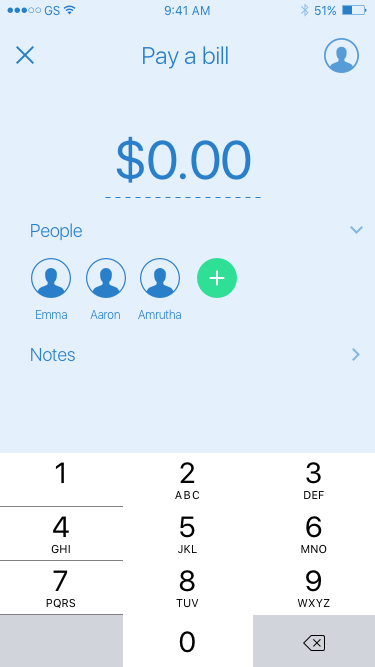 GS 9:41 AM 51%
Pay a bill
$0.00
People
Emma Aaron Amrutha
Notes
1 2 3
ABC DEF
4 5 6
GHI JKL MNO
7 8 9
PQRS TUV WXYZ
0